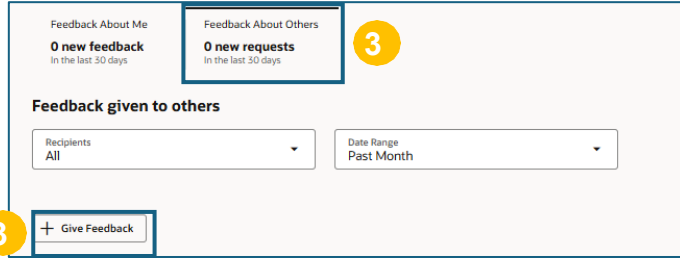 Feedback About Me
0 new feedback
In the last 30 days
Feedback About Others
0 new requests
In the last 30 days
3
Feedback given to others
Recipients
All
Date Range
Past Month
3
+ Give Feedback